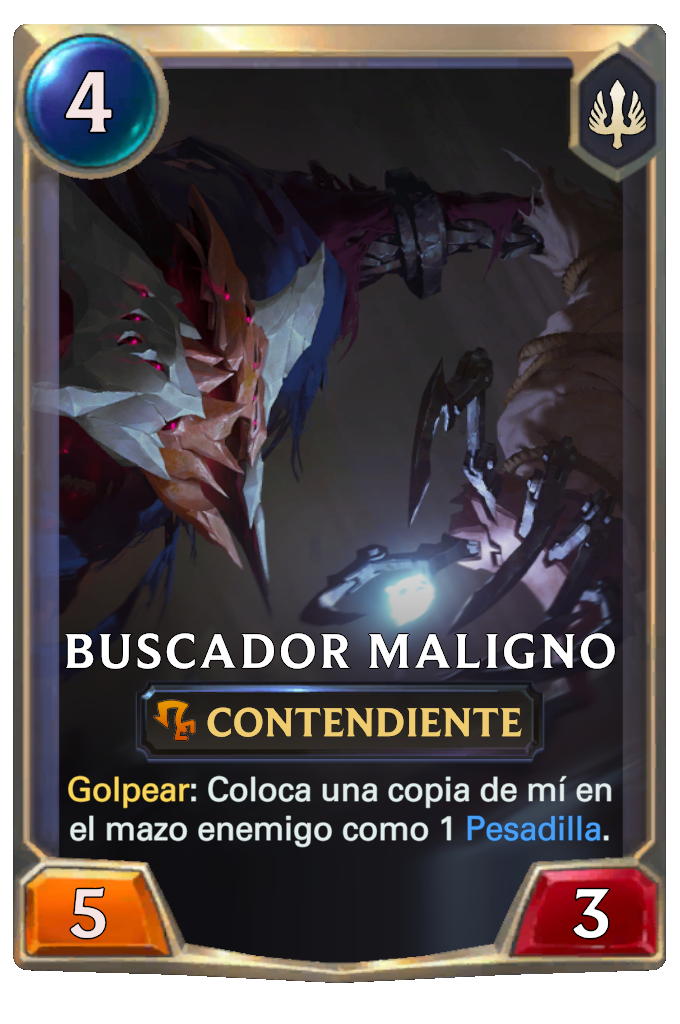 4
BUSCADOR MALIGNO
CONTENDIENTE
Golpear: Coloca una copia de mí en
el mazo enemigo como 1 Pesadilla.
5
3